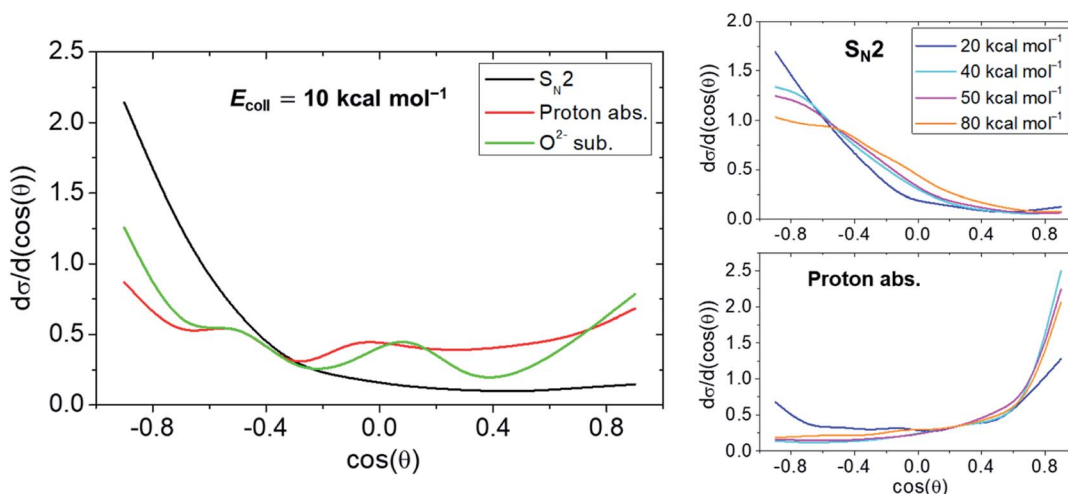 2.5
2.0
1.5
1.0
0.5
0.0
dσ/d(cos(θ))
E_coll = 10 kcal mol⁻¹
S_N2
Proton abs.
O²⁻ sub.
-0.8 -0.4 0.0 0.4 0.8
cos(θ)
2.0
1.5
1.0
0.5
0.0
dσ/d(cos(θ))
S_N2
20 kcal mol⁻¹
40 kcal mol⁻¹
50 kcal mol⁻¹
80 kcal mol⁻¹
-0.8 -0.4 0.0 0.4 0.8
2.5
2.0
1.5
1.0
0.5
0.0
dσ/d(cos(θ))
Proton abs.
-0.8 -0.4 0.0 0.4 0.8
cos(θ)